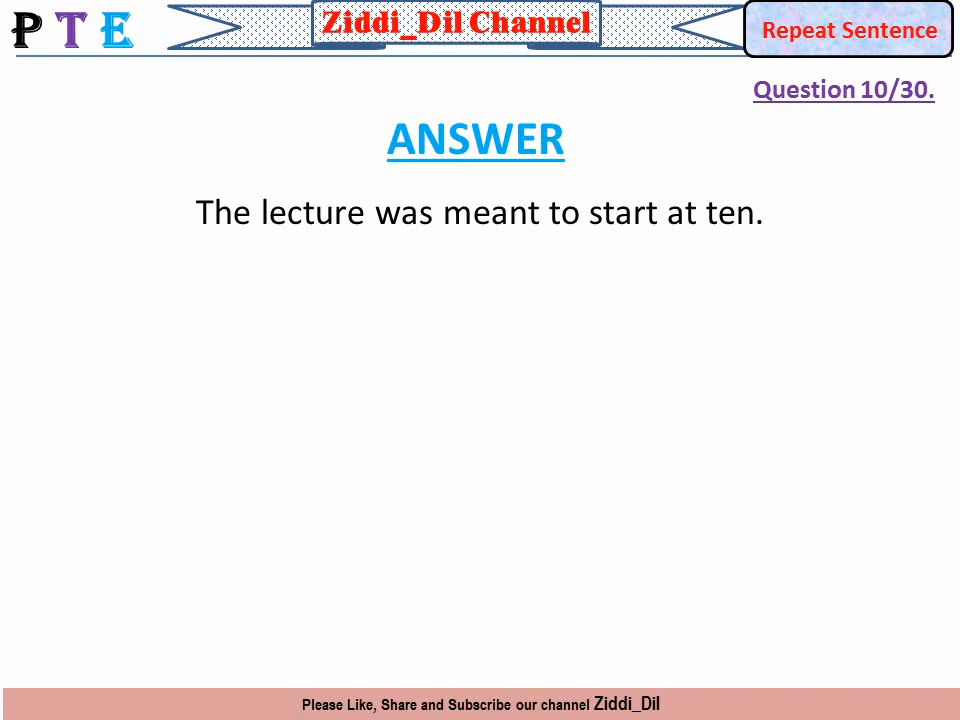 PTE
Ziddi_Dil Channel
Repeat Sentence
Question 10/30.
ANSWER
The lecture was meant to start at ten.
Please Like, Share and Subscribe our channel Ziddi_Dil